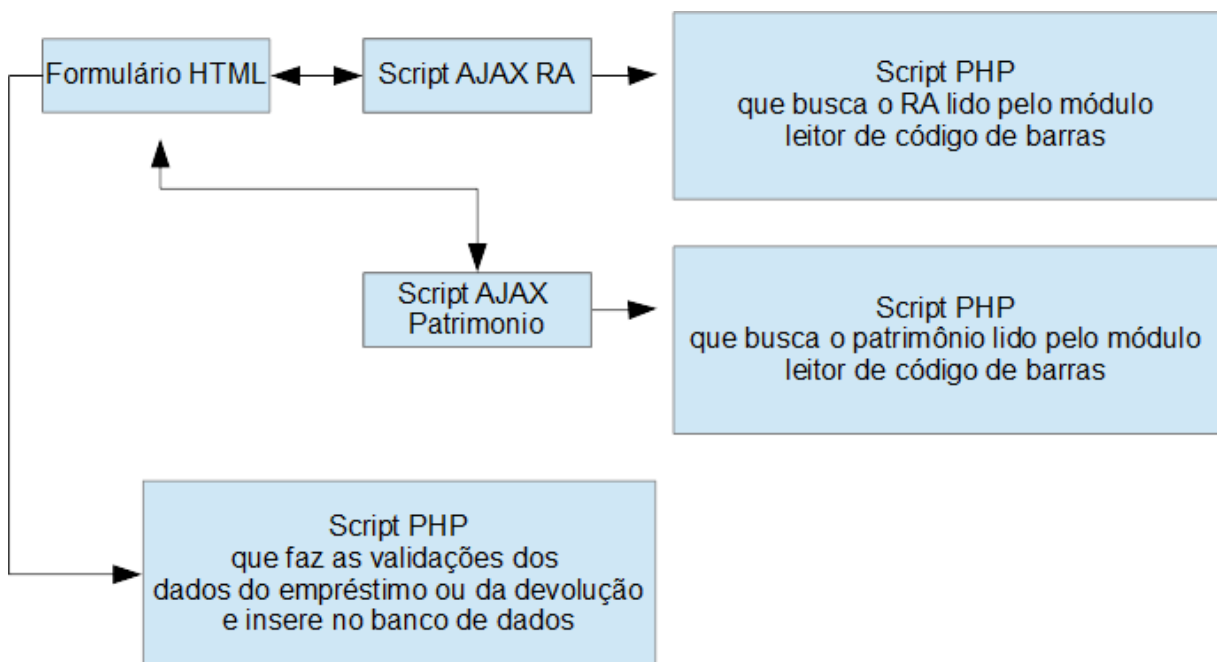 Formulário HTML
Script AJAX RA
Script PHP
que busca o RA lido pelo módulo
leitor de código de barras
Script AJAX
Patrimonio
Script PHP
que busca o patrimônio lido pelo módulo
leitor de código de barras
Script PHP
que faz as validações dos
dados do empréstimo ou da devolução
e insere no banco de dados